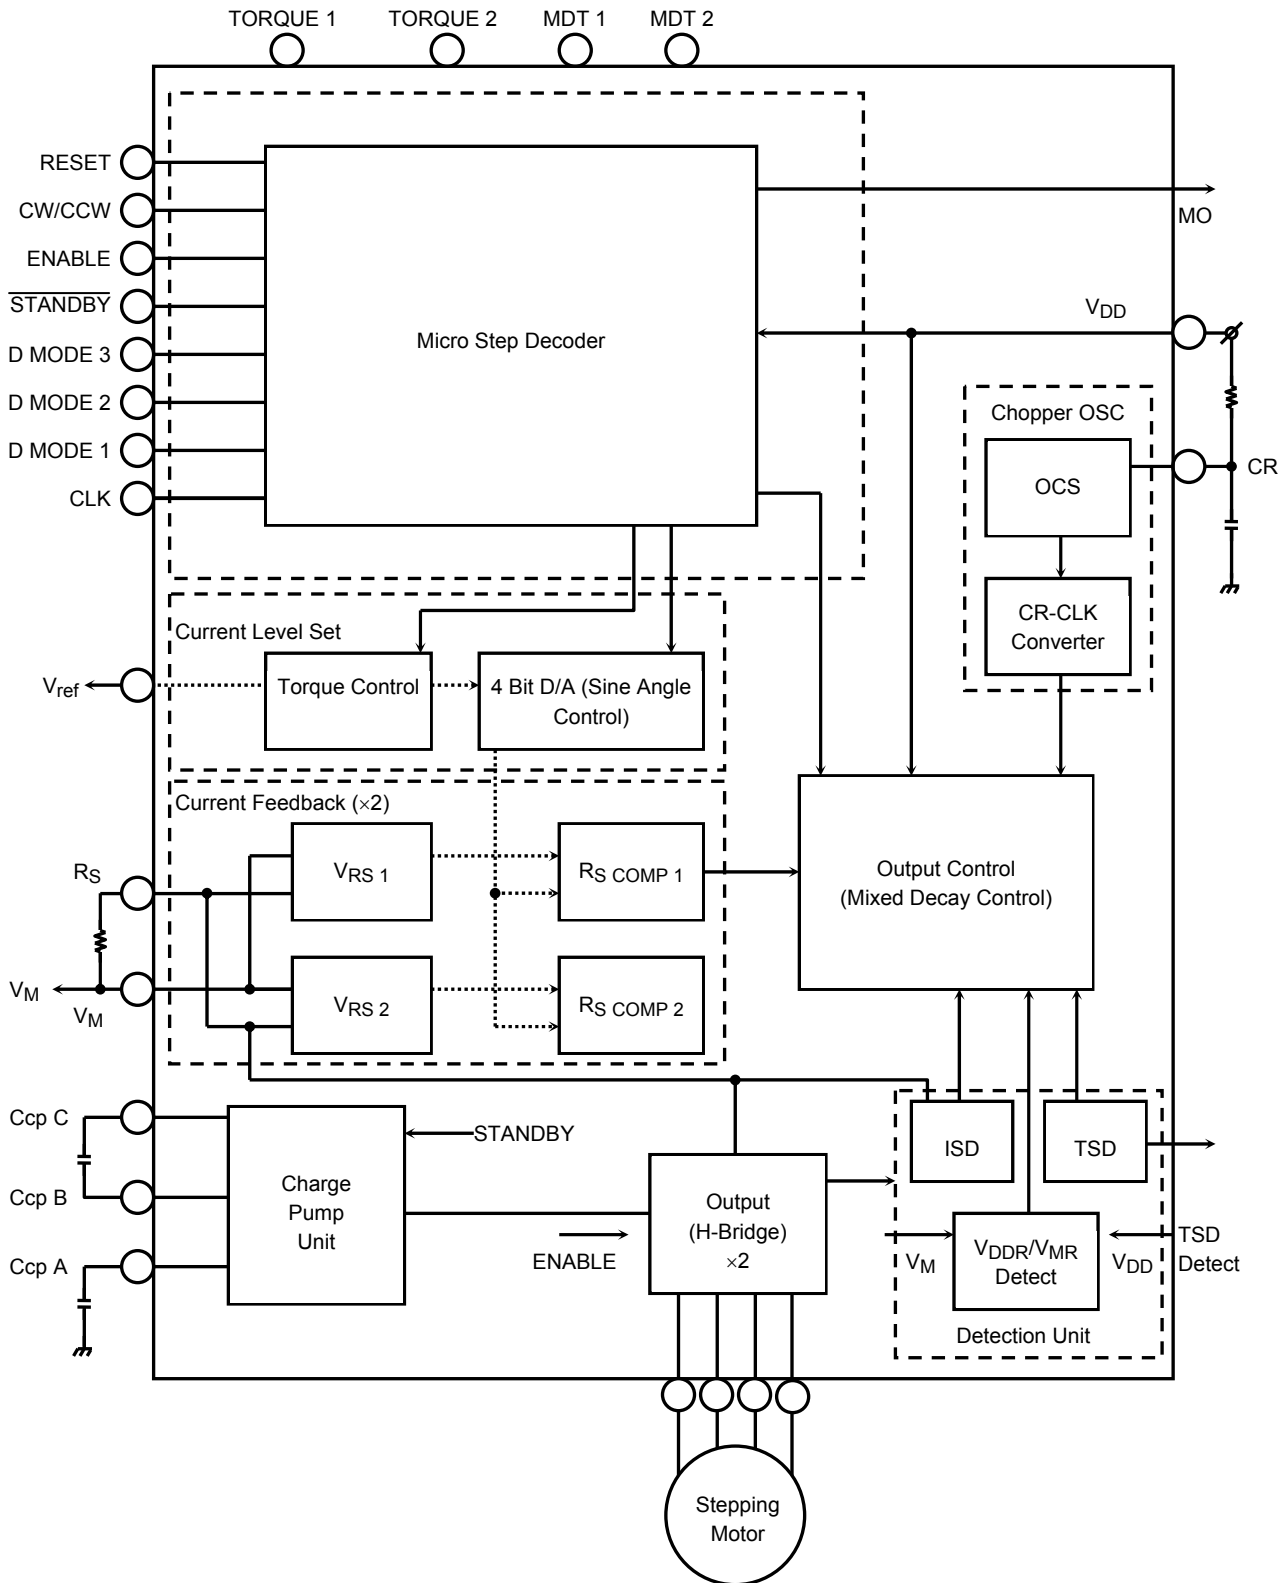 TORQUE 1
TORQUE 2
MDT 1
MDT 2
RESET
CW/CCW
ENABLE
STANDBY
D MODE 3
D MODE 2
D MODE 1
CLK
Micro Step Decoder
MO
VDD
Chopper OSC
OCS
CR
CR-CLK
Converter
Current Level Set
Vref
Torque Control
4 Bit D/A (Sine Angle
Control)
Current Feedback (×2)
RS
VRS 1
RS COMP 1
Output Control
(Mixed Decay Control)
VM
VM
VRS 2
RS COMP 2
Ccp C
Ccp B
Ccp A
Charge
Pump
Unit
STANDBY
ENABLE
Output
(H-Bridge)
×2
ISD
TSD
VM
VDDR/VMR
Detect
VDD
TSD
Detect
Detection Unit
Stepping
Motor